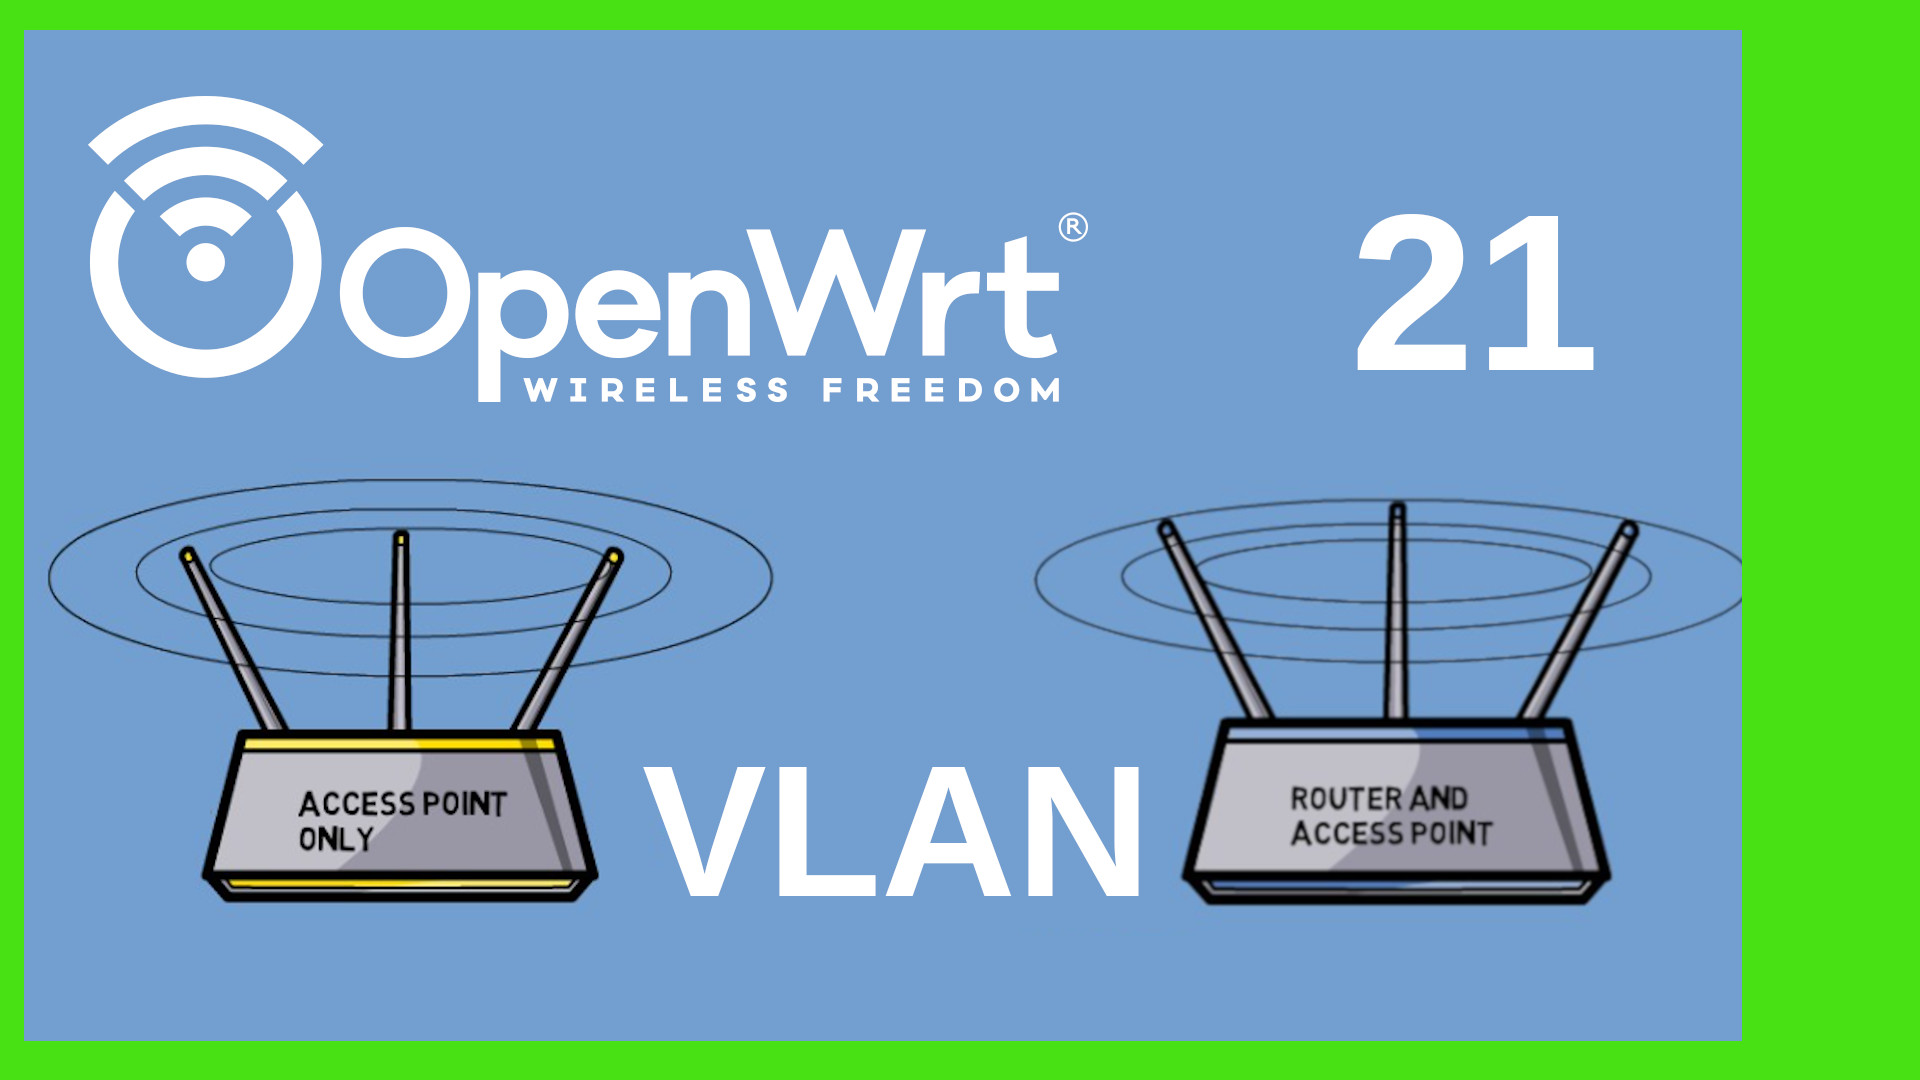 OpenWrt®
WIRELESS FREEDOM
21
ACCESS POINT
ONLY
VLAN
ROUTER AND
ACCESS POINT